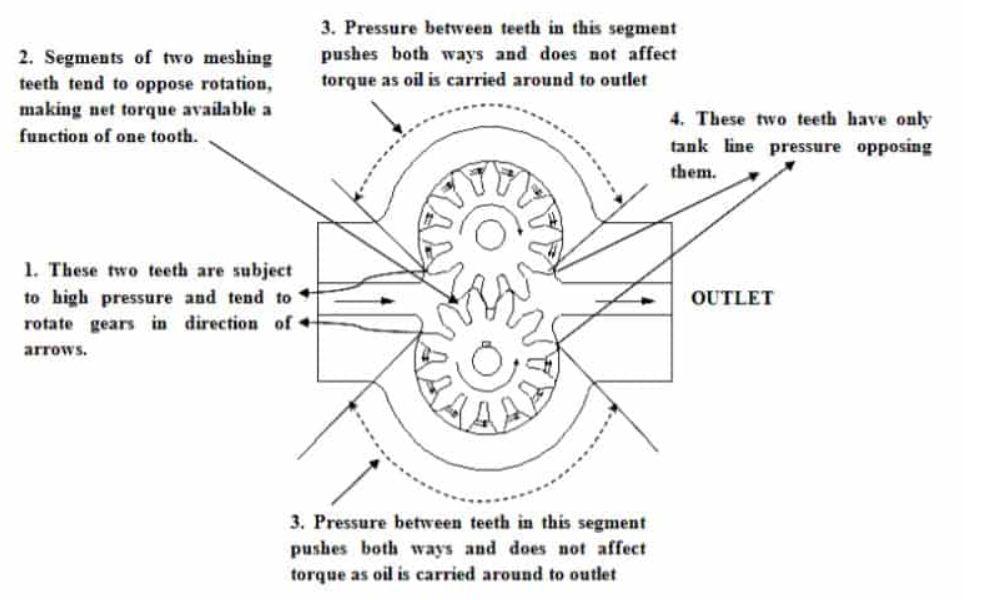 3. Pressure between teeth in this segment
pushes both ways and does not affect
torque as oil is carried around to outlet
2. Segments of two meshing
teeth tend to oppose rotation,
making net torque available a
function of one tooth.
4. These two teeth have only
tank line pressure opposing
them.
1. These two teeth are subject
to high pressure and tend to
rotate gears in direction of
arrows.
OUTLET
3. Pressure between teeth in this segment
pushes both ways and does not affect
torque as oil is carried around to outlet